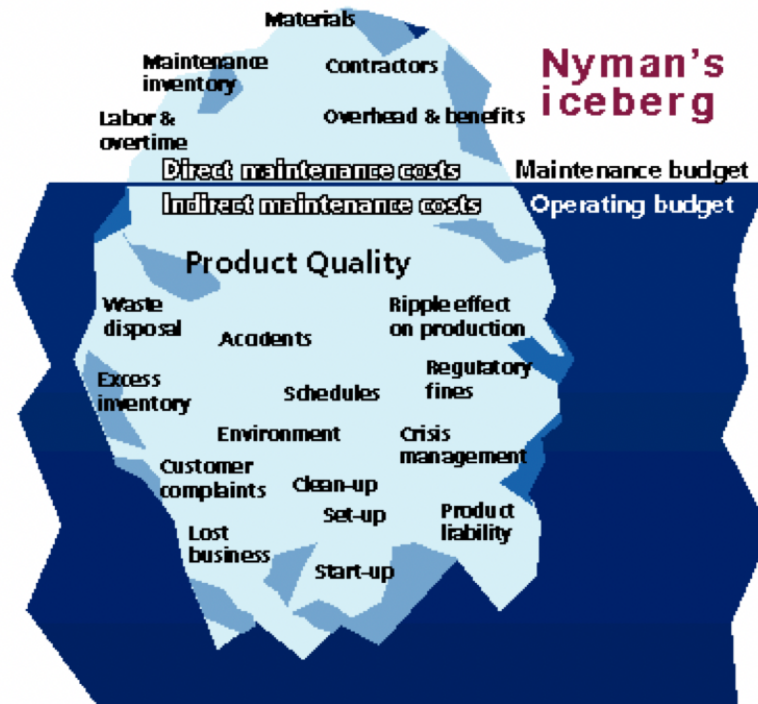 Materials
Nyman's
iceberg
Maintenance
inventory
Contractors
Labor &
overtime
Overhead & benefits
Direct maintenance costs
Maintenance budget
Indirect maintenance costs
Operating budget
Product Quality
Waste
disposal
Ripple effect
on production
Accidents
Regulatory
fines
Excess
inventory
Schedules
Environment
Crisis
management
Customer
complaints
Clean-up
Set-up
Product
liability
Lost
business
Start-up